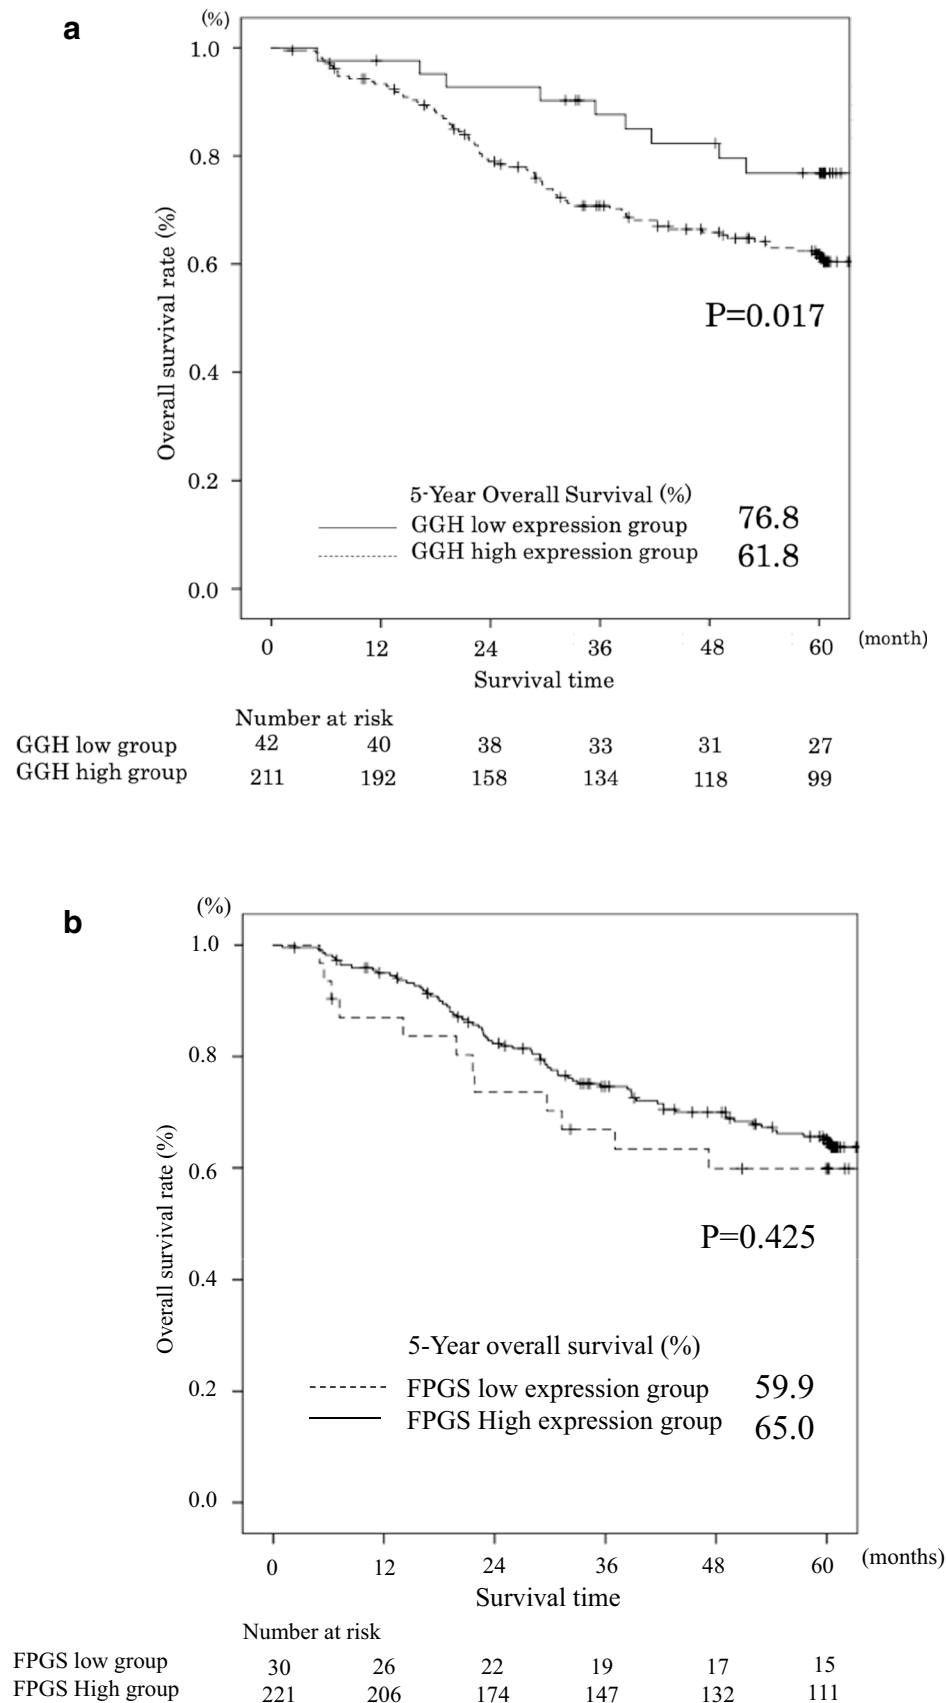 a
(%)
1.0
0.8
0.6
0.4
0.2
0.0
Overall survival rate (%)
P=0.017
5-Year Overall Survival (%)
GGH low expression group 76.8
GGH high expression group 61.8
0 12 24 36 48 60 (month)
Survival time
Number at risk
GGH low group 42 40 38 33 31 27
GGH high group 211 192 158 134 118 99
b
(%)
1.0
0.8
0.6
0.4
0.2
0.0
Overall survival rate (%)
P=0.425
5-Year overall survival (%)
FPGS low expression group 59.9
FPGS High expression group 65.0
0 12 24 36 48 60 (months)
Survival time
Number at risk
FPGS low group 30 26 22 19 17 15
FPGS High group 221 206 174 147 132 111